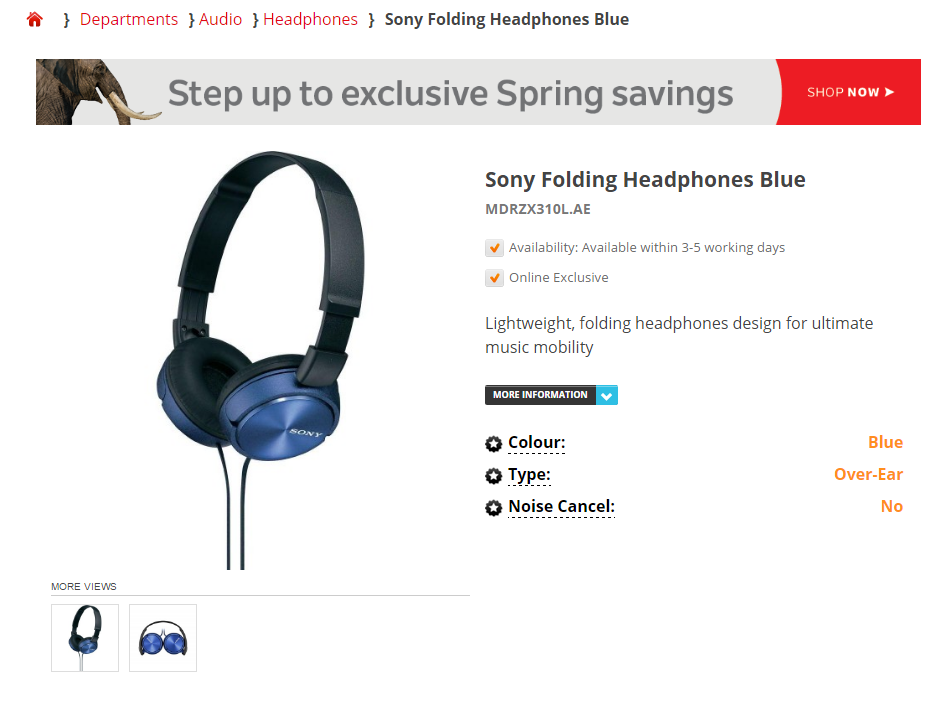 } Departments } Audio } Headphones } Sony Folding Headphones Blue
Step up to exclusive Spring savings
SHOP NOW ➤
Sony Folding Headphones Blue
MDRZX310L.AE
Availability: Available within 3-5 working days
Online Exclusive
Lightweight, folding headphones design for ultimate
music mobility
MORE INFORMATION
Colour: Blue
Type: Over-Ear
Noise Cancel: No
SONY
MORE VIEWS